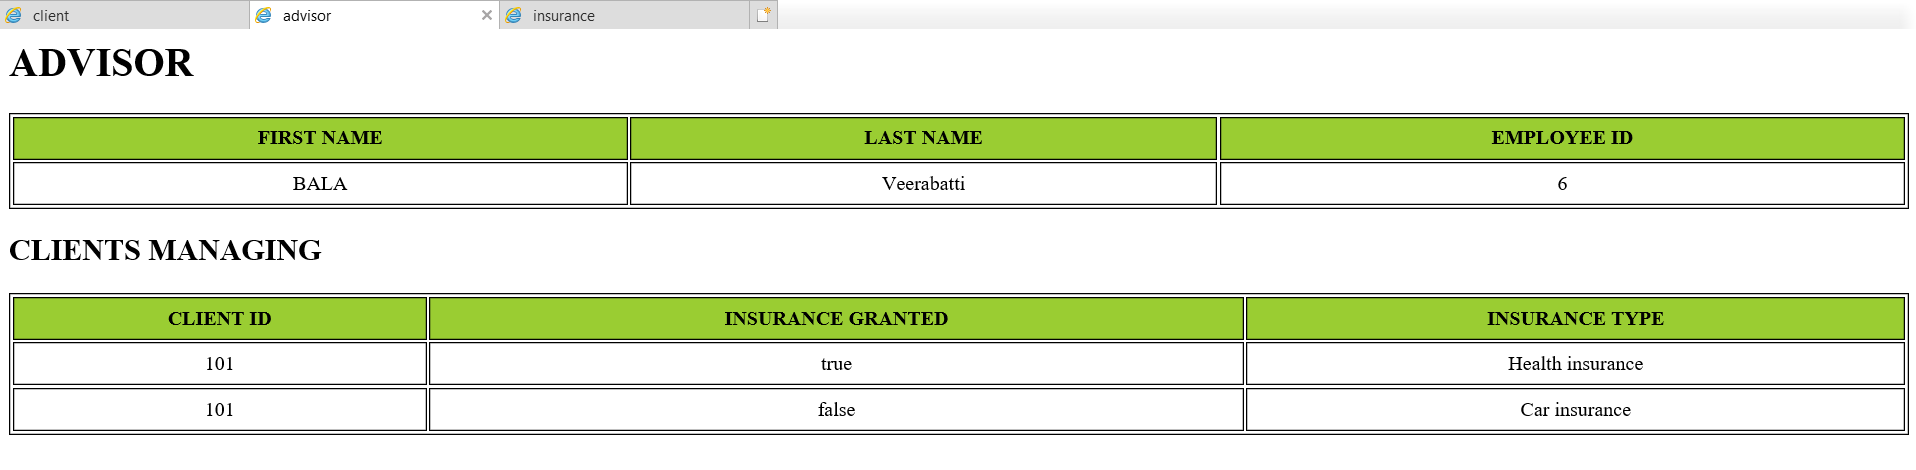 client advisor insurance
ADVISOR
FIRST NAME LAST NAME EMPLOYEE ID
BALA Veerabatti 6
CLIENTS MANAGING
CLIENT ID INSURANCE GRANTED INSURANCE TYPE
101 true Health insurance
101 false Car insurance